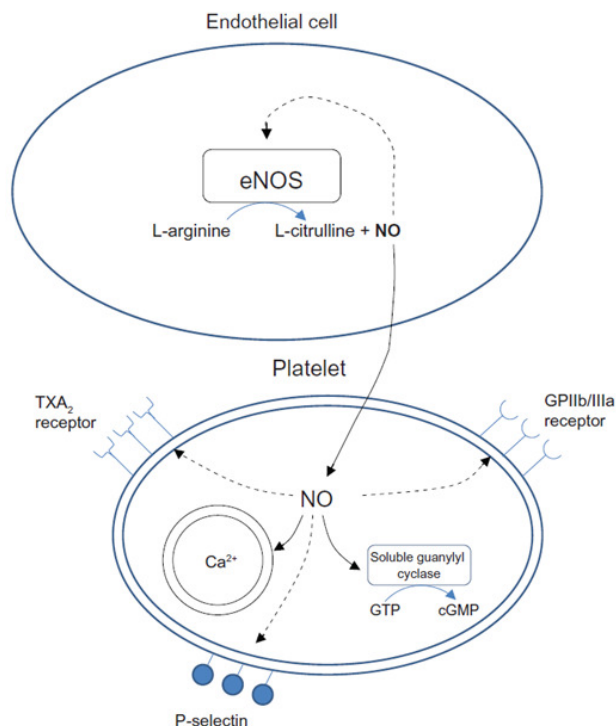 Endothelial cell
eNOS
L-arginine
L-citrulline + NO
Platelet
TXA₂
receptor
GPIIb/IIIa
receptor
NO
Ca²⁺
Soluble guanylyl
cyclase
GTP
cGMP
P-selectin